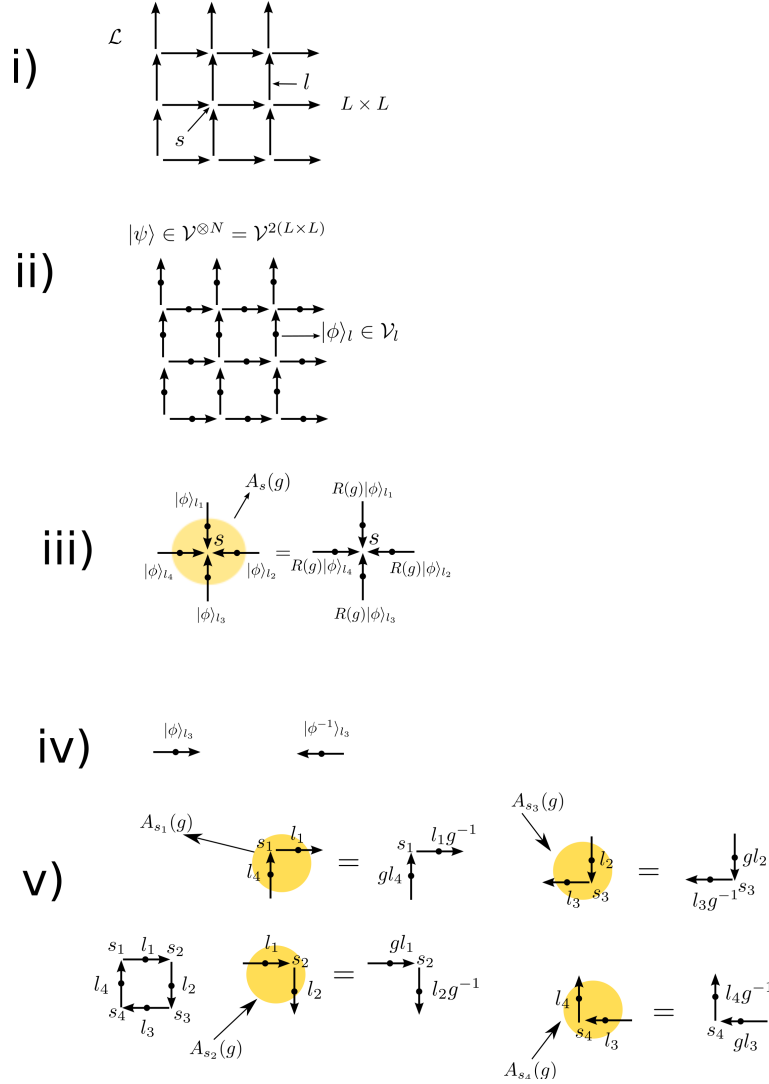 i)
𝓛
l
L × L
s
ii)
|ψ⟩ ∈ 𝒱^{⊗N} = 𝒱^{2(L×L)}
|ϕ⟩_l ∈ 𝒱_l
iii)
A_s(g)
|ϕ⟩_{l_1}
s
=
|ϕ⟩_{l_4}
|ϕ⟩_{l_2}
|ϕ⟩_{l_3}
R(g)|ϕ⟩_{l_1}
s
R(g)|ϕ⟩_{l_4}
R(g)|ϕ⟩_{l_2}
R(g)|ϕ⟩_{l_3}
iv)
|ϕ⟩_{l_3}
|ϕ^{-1}⟩_{l_3}
v)
A_{s_1}(g)
s_1 l_1
l_4
=
s_1 l_1g^{-1}
gl_4
A_{s_3}(g)
l_2
l_3 s_3
=
gl_2
l_3g^{-1} s_3
s_1 l_1 s_2
l_4 l_2
s_4 l_3 s_3
l_1 s_2
l_2
A_{s_2}(g)
=
gl_1 s_2
l_2g^{-1}
l_4
s_4 l_3
A_{s_4}(g)
=
l_4g^{-1}
s_4 gl_3